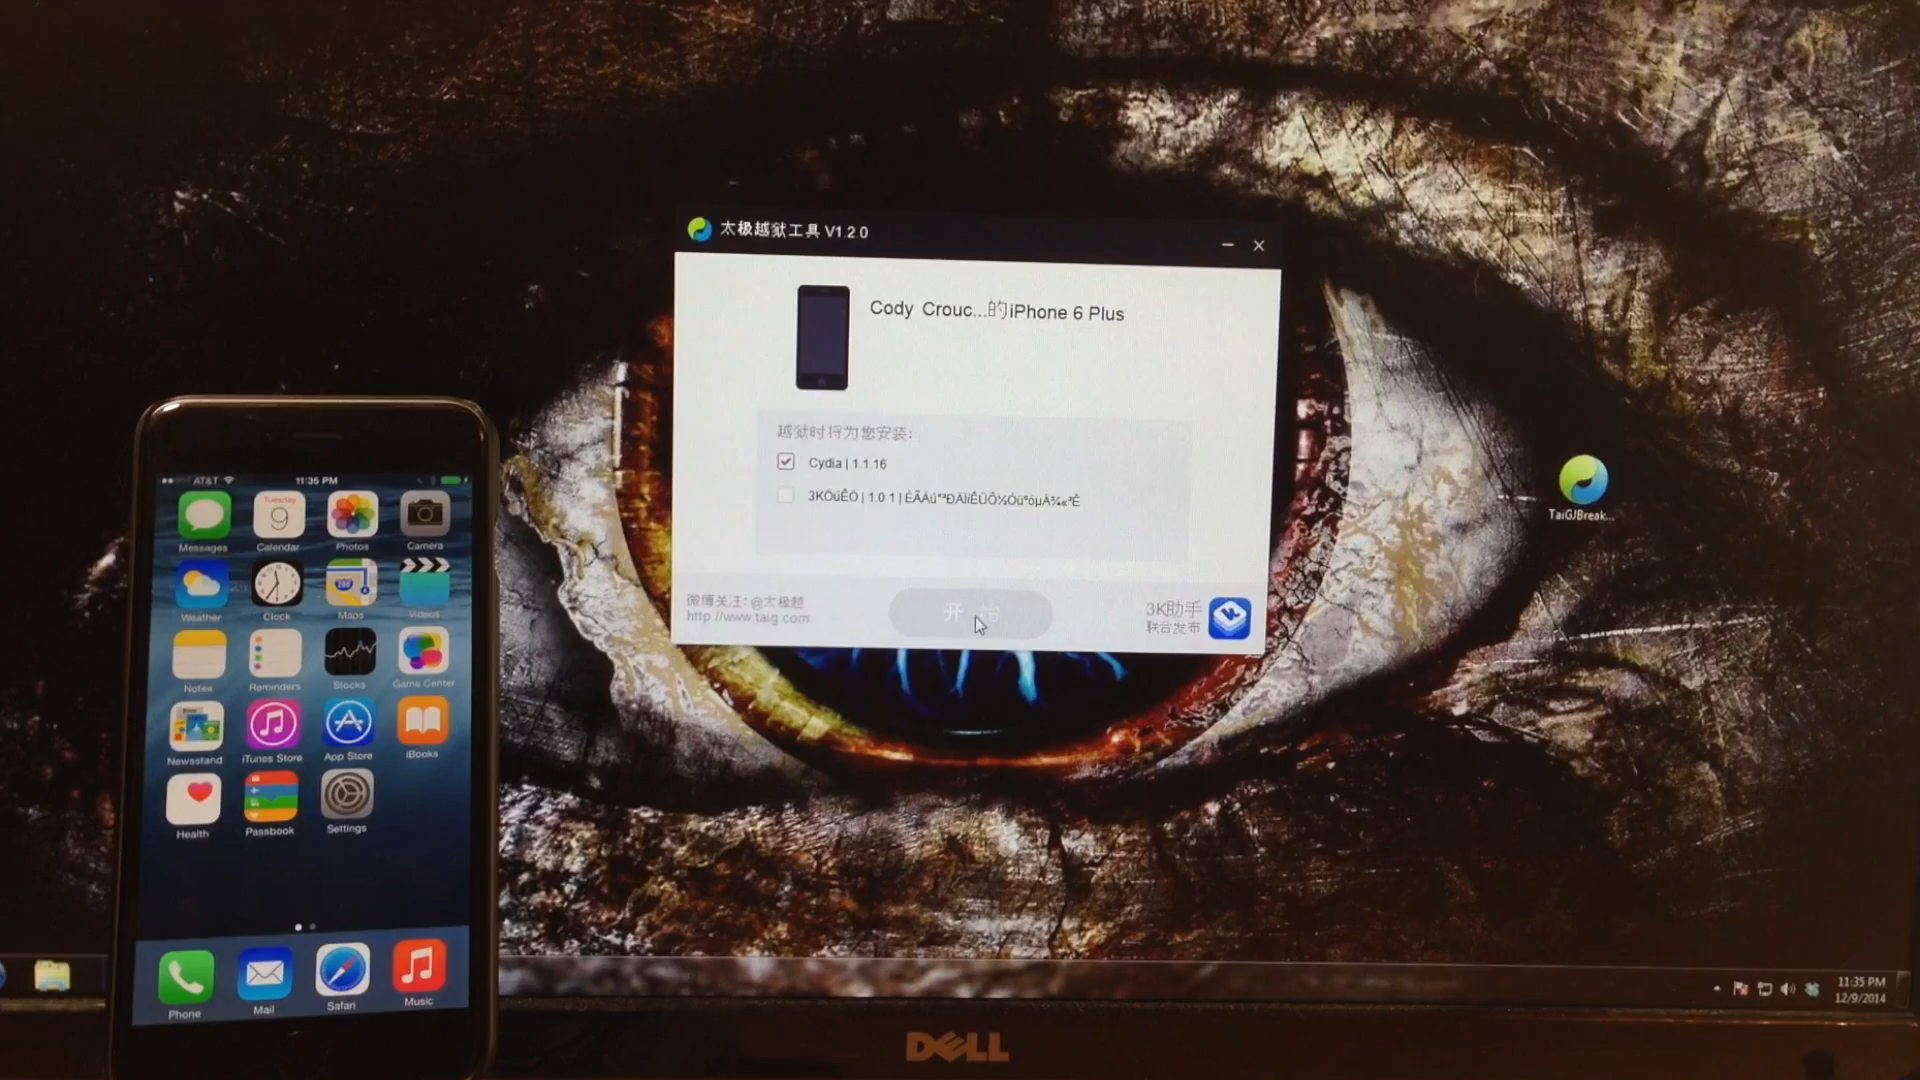 太极越狱工具 V1.2.0
Cody Crouc...的iPhone 6 Plus
越狱时将为您安装:
Cydia | 1.1.16
3KÖúÊÖ | 1.0.1 |
微博关注: @太极越
http://www.taig.com
开 始
3K助手
联合发布
TaiGJBreak...
AT&T
11:35 PM
Tuesday
9
Messages
Calendar
Photos
Camera
Weather
Clock
Maps
Videos
Notes
Reminders
Stocks
Game Center
Newsstand
iTunes Store
App Store
iBooks
Health
Passbook
Settings
Phone
Mail
Safari
Music
11:35 PM
12/9/2014
DELL